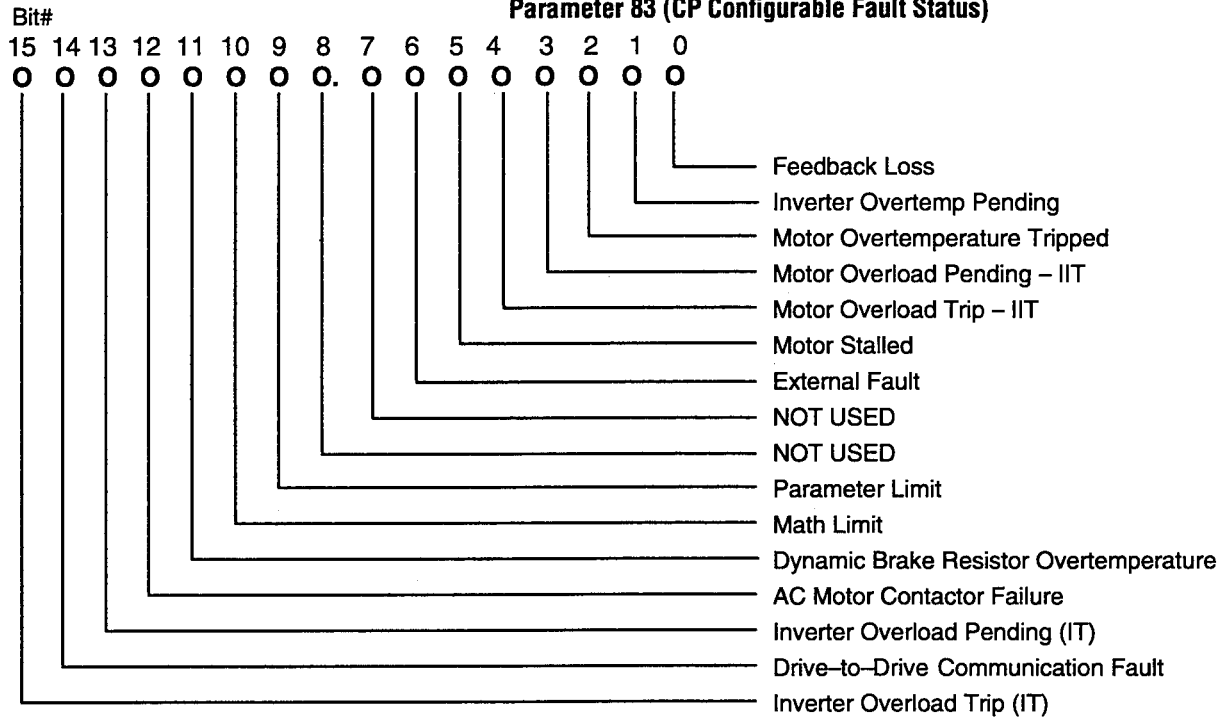 Parameter 83 (CP Configurable Fault Status)
Bit#
15 14 13 12 11 10 9 8 7 6 5 4 3 2 1 0
O O O O O O O O. O O O O O O O O
Feedback Loss
Inverter Overtemp Pending
Motor Overtemperature Tripped
Motor Overload Pending – IIT
Motor Overload Trip – IIT
Motor Stalled
External Fault
NOT USED
NOT USED
Parameter Limit
Math Limit
Dynamic Brake Resistor Overtemperature
AC Motor Contactor Failure
Inverter Overload Pending (IT)
Drive–to–Drive Communication Fault
Inverter Overload Trip (IT)